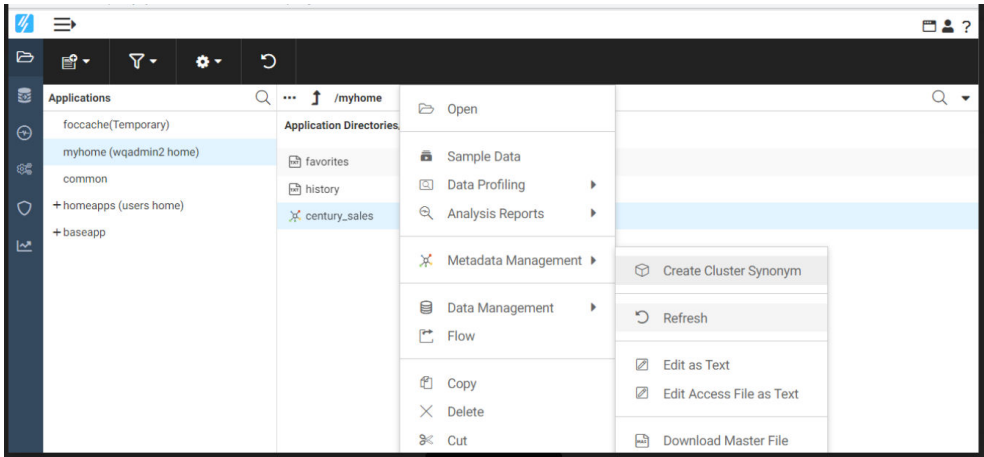 ?
Applications
/myhome
foccache(Temporary)
myhome (wqadmin2 home)
common
+homeapps (users home)
+baseapp
Application Directories,
favorites
history
century_sales
Open
Sample Data
Data Profiling
Analysis Reports
Metadata Management
Data Management
Flow
Copy
Delete
Cut
Create Cluster Synonym
Refresh
Edit as Text
Edit Access File as Text
Download Master File